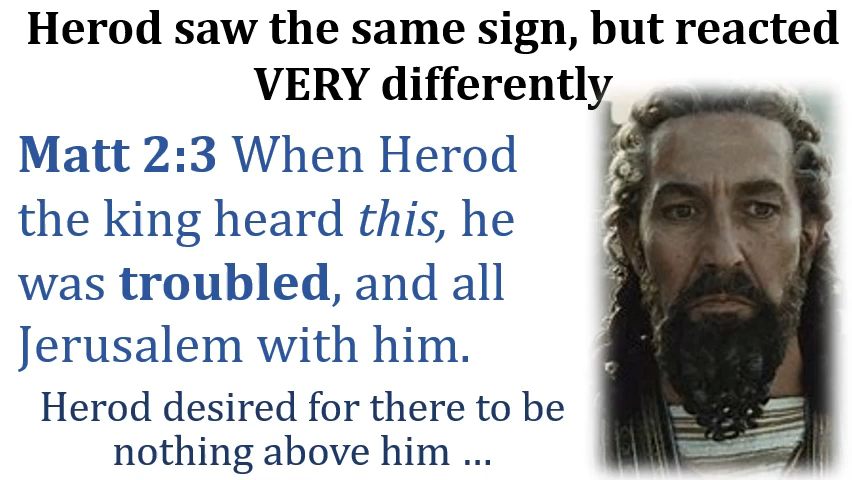 Herod saw the same sign, but reacted
VERY differently
Matt 2:3 When Herod
the king heard this, he
was troubled, and all
Jerusalem with him.
Herod desired for there to be
nothing above him ...